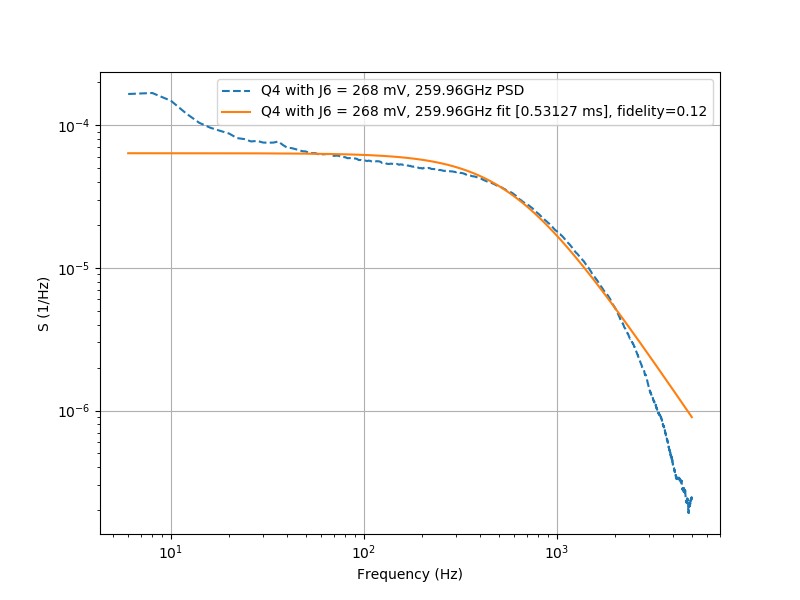 Q4 with J6 = 268 mV, 259.96GHz PSD
Q4 with J6 = 268 mV, 259.96GHz fit [0.53127 ms], fidelity=0.12
10⁻⁴
10⁻⁵
10⁻⁶
S (1/Hz)
10¹ 10² 10³
Frequency (Hz)